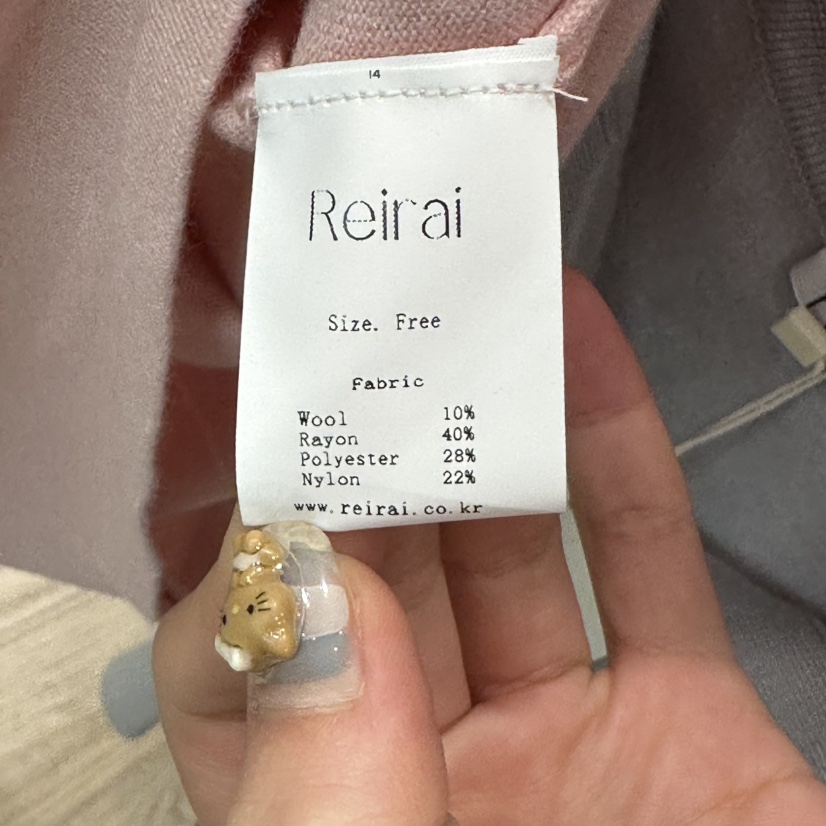 14
Reirai
Size. Free
Fabric
Wool 10%
Rayon 40%
Polyester 28%
Nylon 22%
www.reirai.co.kr